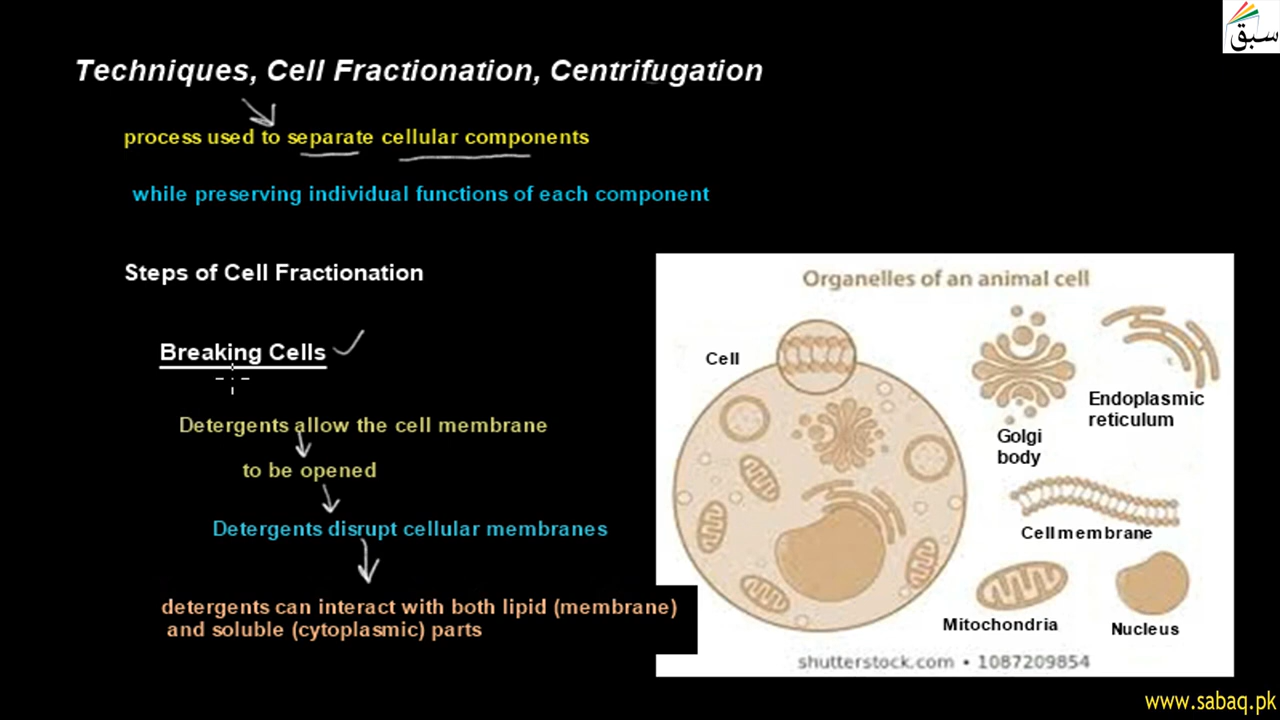 سبق
Techniques, Cell Fractionation, Centrifugation
process used to separate cellular components
while preserving individual functions of each component
Steps of Cell Fractionation
Breaking Cells
Detergents allow the cell membrane
to be opened
Detergents disrupt cellular membranes
detergents can interact with both lipid (membrane)
and soluble (cytoplasmic) parts
Organelles of an animal cell
Cell
Golgi
body
Endoplasmic
reticulum
Cell membrane
Mitochondria
Nucleus
shutterstock.com • 1087209854
www.sabaq.pk